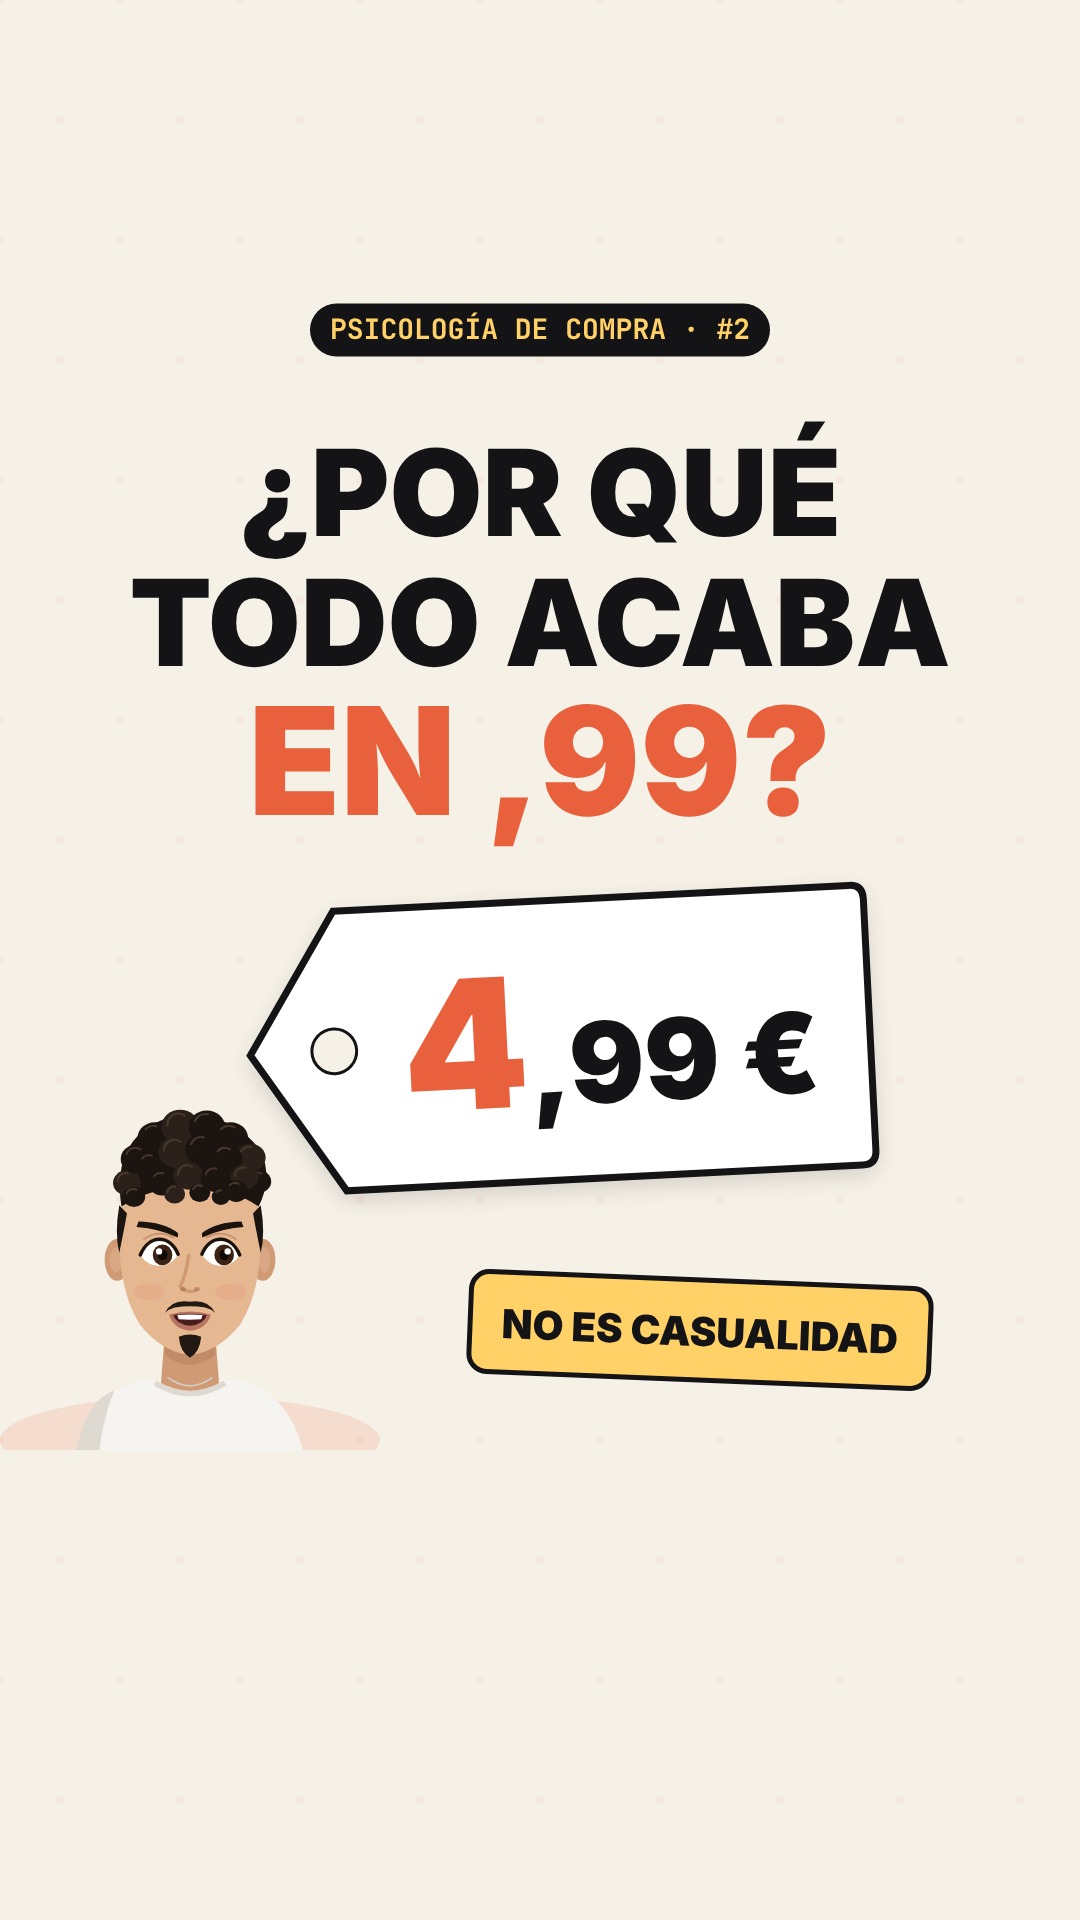 PSICOLOGÍA DE COMPRA · #2
¿POR QUÉ
TODO ACABA
EN ,99?
4,99 €
NO ES CASUALIDAD